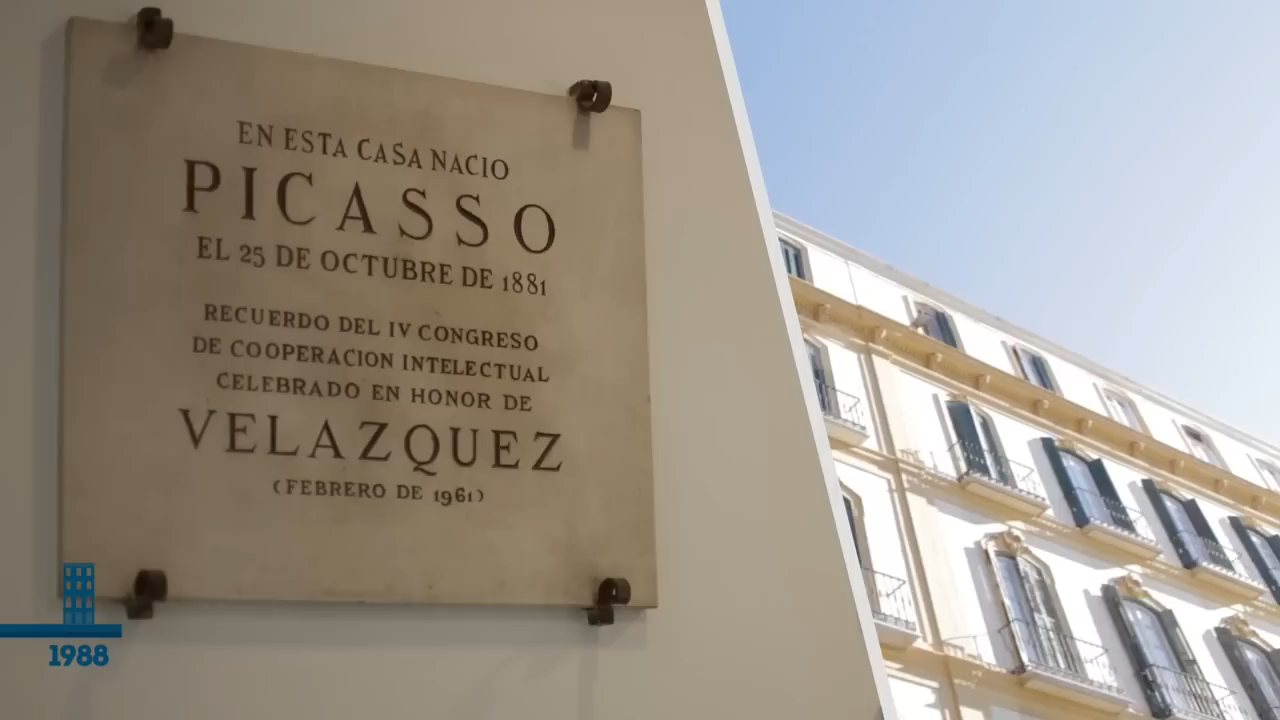 EN ESTA CASA NACIO
PICASSO
EL 25 DE OCTUBRE DE 1881
RECUERDO DEL IV CONGRESO
DE COOPERACION INTELECTUAL
CELEBRADO EN HONOR DE
VELAZQUEZ
(FEBRERO DE 1961)
1988